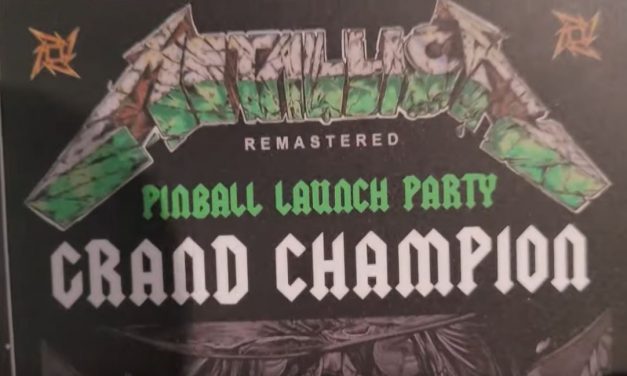 METALLICA
REMASTERED
PINBALL LAUNCH PARTY
GRAND CHAMPION